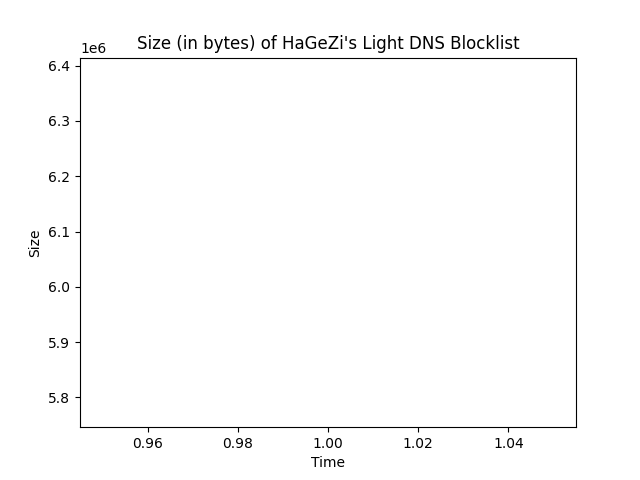 Size (in bytes) of HaGeZi's Light DNS Blocklist
1e6
6.4
6.3
6.2
6.1
6.0
5.9
5.8
Size
0.96 0.98 1.00 1.02 1.04
Time